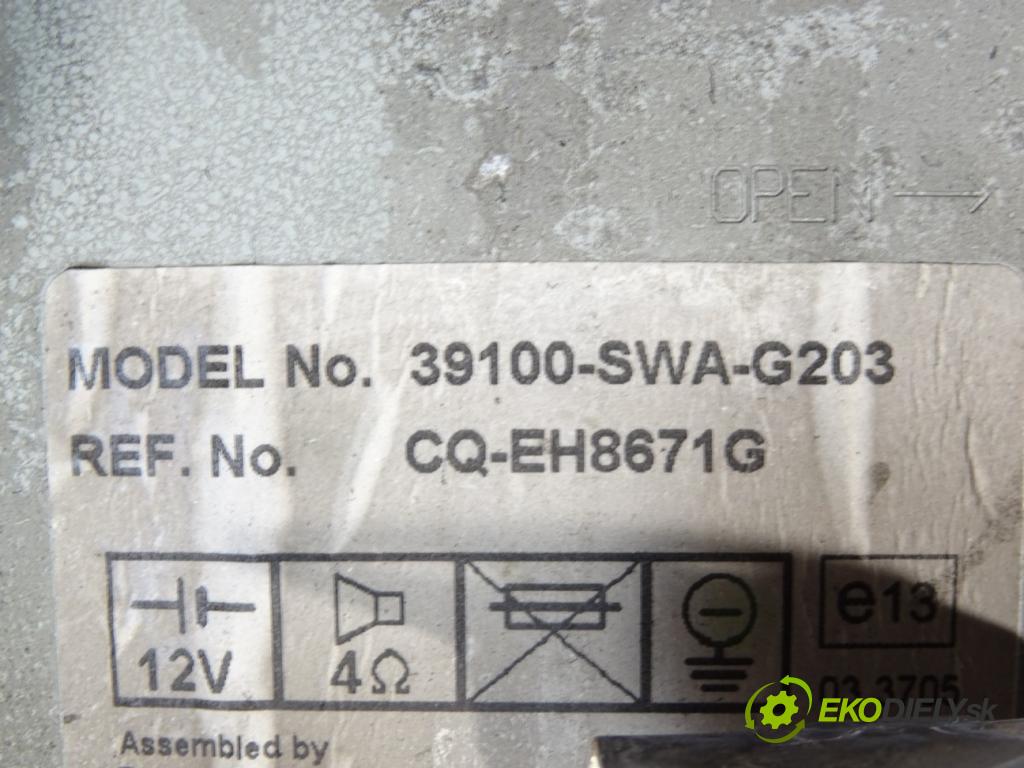 OPEN →
MODEL No. 39100-SWA-G203
REF. No. CQ-EH8671G
12V 4Ω e13
03 3705
Assembled by
EKODIELY.sk